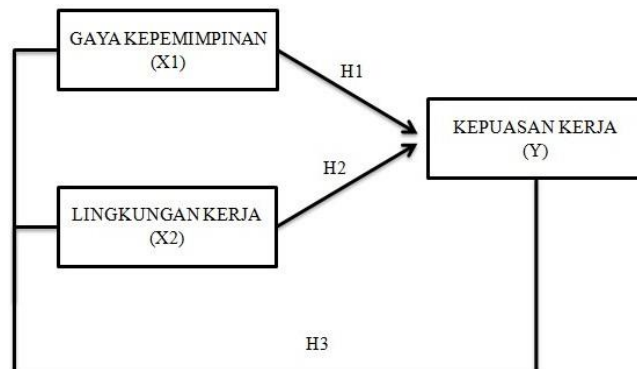 GAYA KEPEMIMPINAN
(X1)
H1
KEPUASAN KERJA
(Y)
H2
LINGKUNGAN KERJA
(X2)
H3